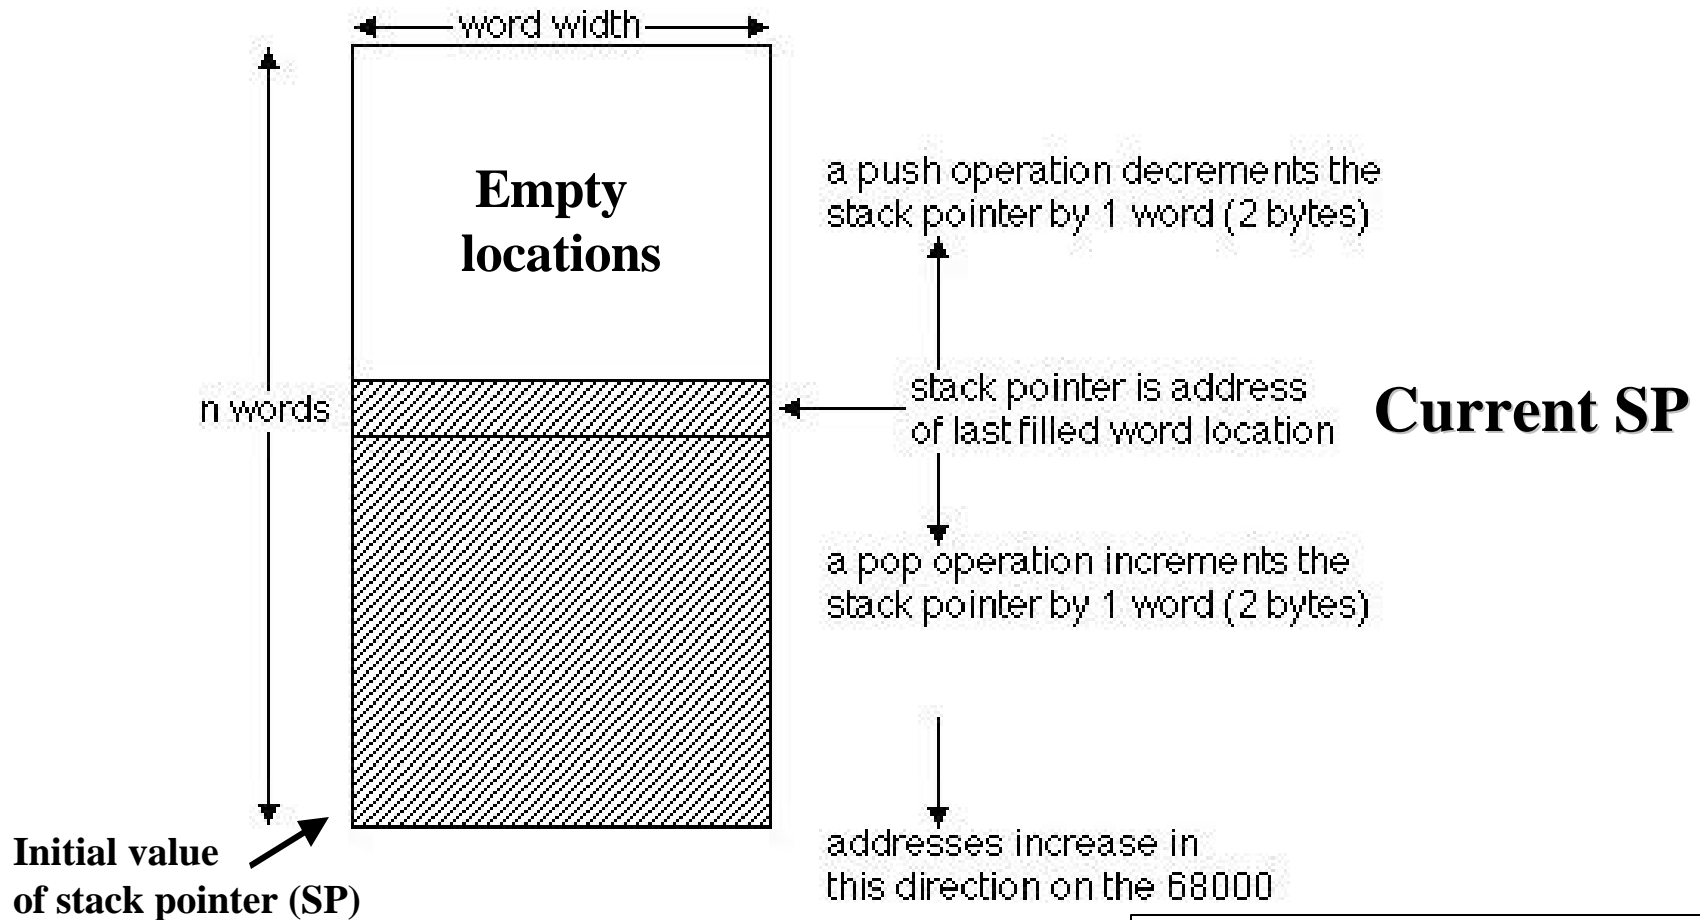 word width
Empty
locations
a push operation decrements the
stack pointer by 1 word (2 bytes)
n words
stack pointer is address
of last filled word location
Current SP
a pop operation increments the
stack pointer by 1 word (2 bytes)
Initial value
of stack pointer (SP)
addresses increase in
this direction on the 68000